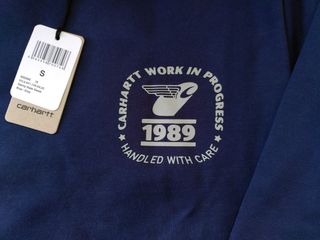 S
carhartt
CARHARTT WORK IN PROGRESS
1989
HANDLED WITH CARE